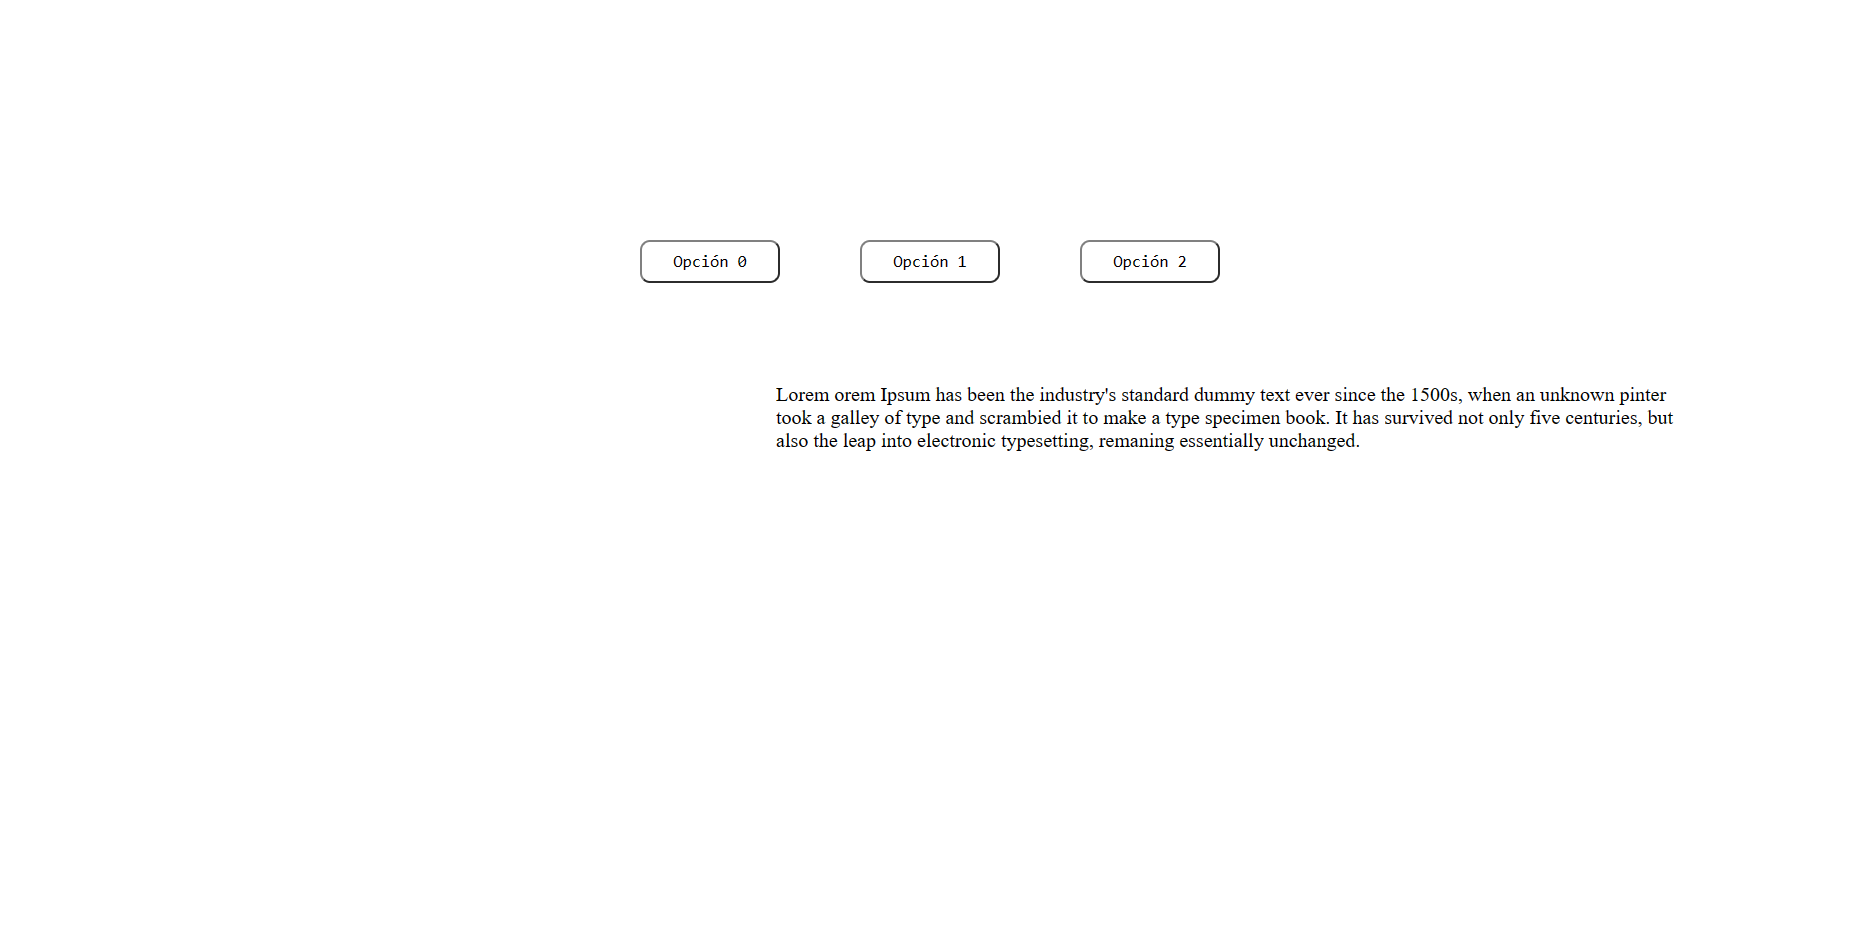 Opción 0
Opción 1
Opción 2
Lorem orem Ipsum has been the industry's standard dummy text ever since the 1500s, when an unknown pinter
took a galley of type and scrambied it to make a type specimen book. It has survived not only five centuries, but
also the leap into electronic typesetting, remaning essentially unchanged.